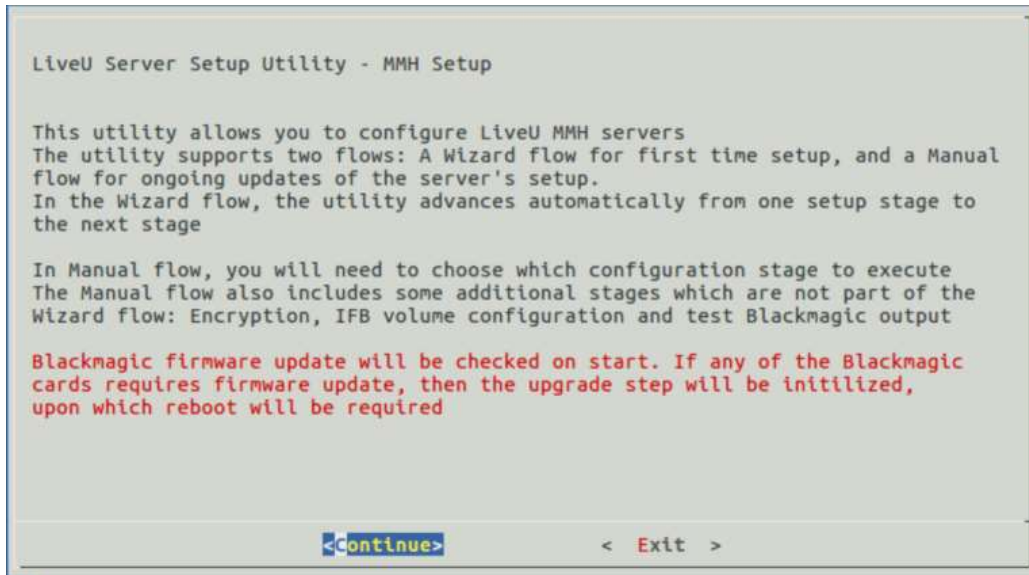 LiveU Server Setup Utility - MMH Setup
This utility allows you to configure LiveU MMH servers
The utility supports two flows: A Wizard flow for first time setup, and a Manual
flow for ongoing updates of the server's setup.
In the Wizard flow, the utility advances automatically from one setup stage to
the next stage
In Manual flow, you will need to choose which configuration stage to execute
The Manual flow also includes some additional stages which are not part of the
Wizard flow: Encryption, IFB volume configuration and test Blackmagic output
Blackmagic firmware update will be checked on start. If any of the Blackmagic
cards requires firmware update, then the upgrade step will be initilized,
upon which reboot will be required
<Continue> < Exit >